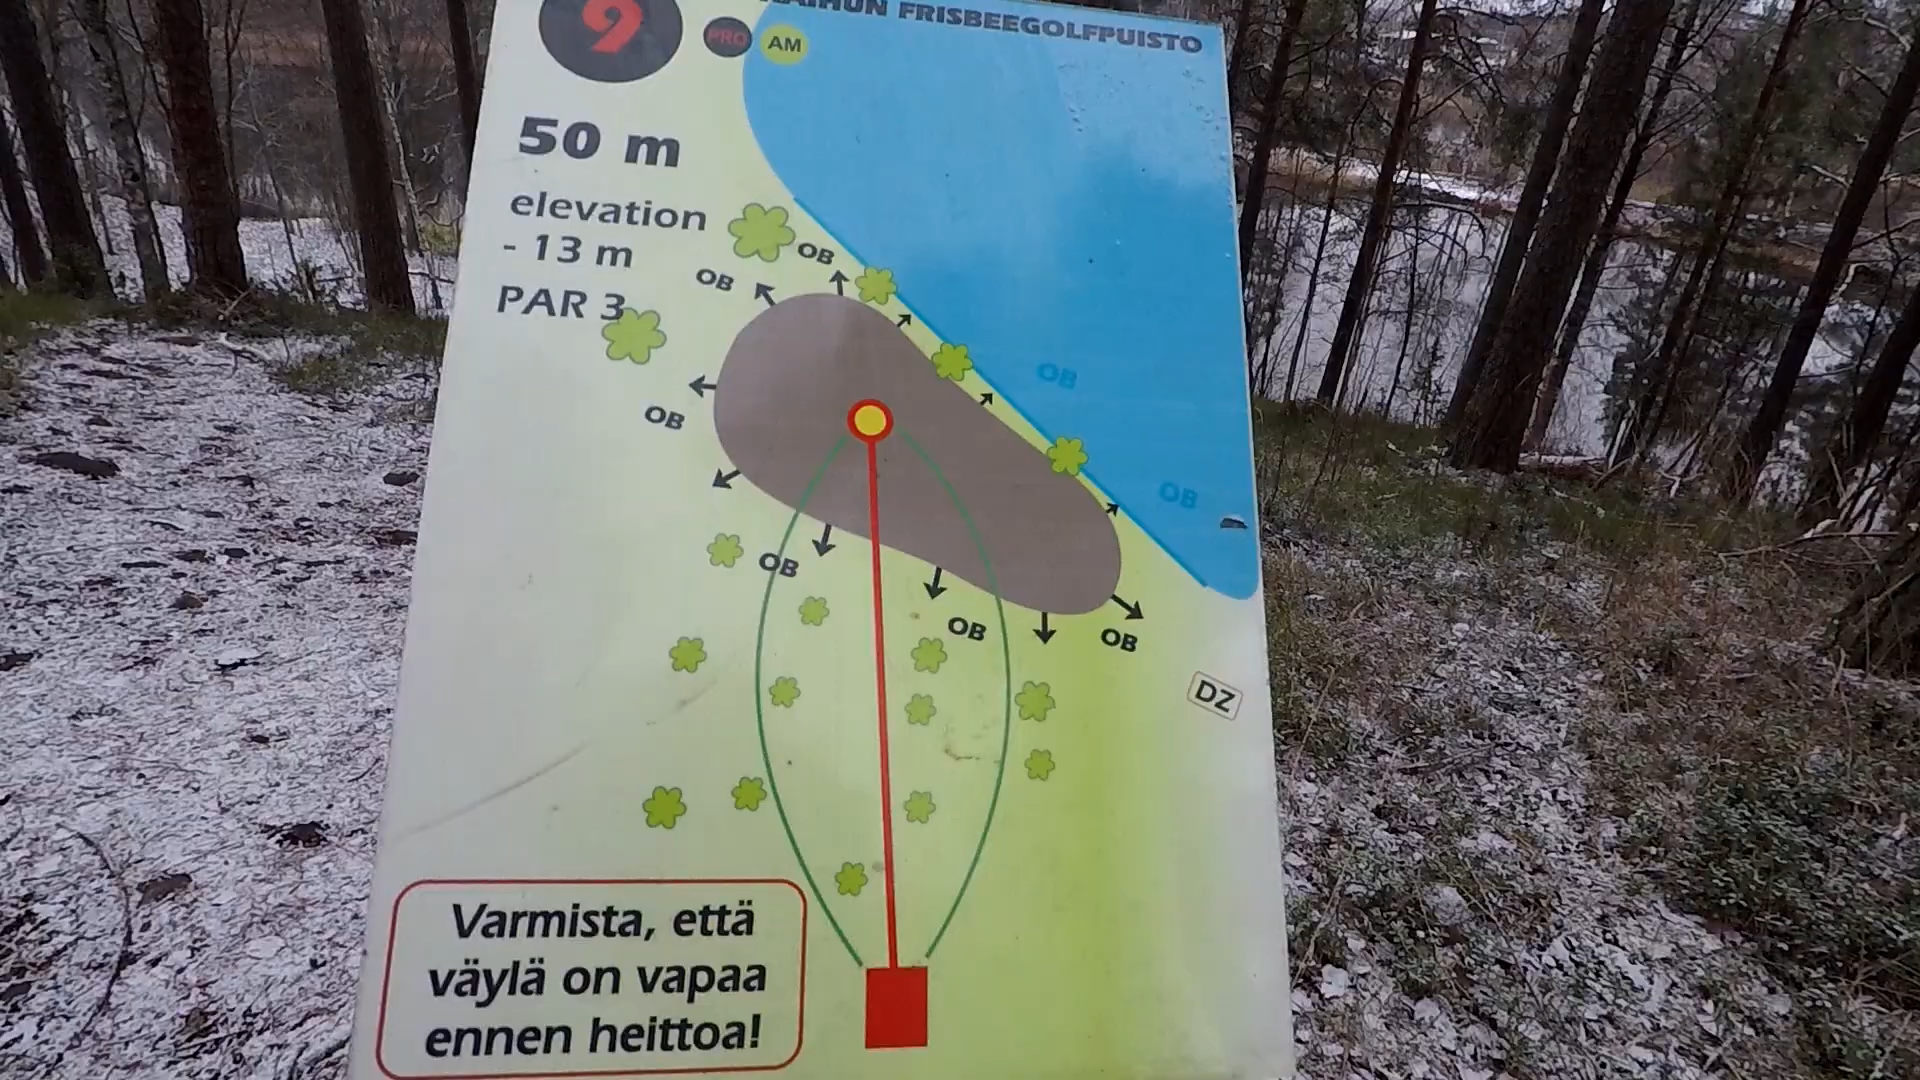 9
PRO AM
FRISBEEGOLFPUISTO
50 m
elevation
- 13 m
PAR 3
OB
OB
OB
OB
OB
OB
OB
OB
DZ
Varmista, että
väylä on vapaa
ennen heittoa!